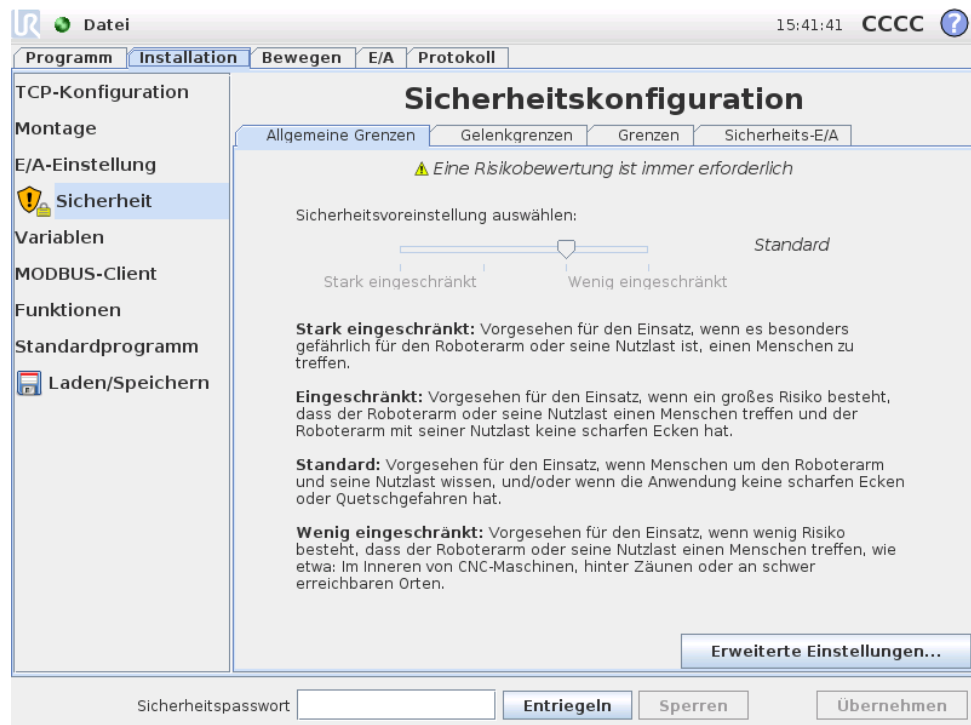 UR Datei 15:41:41 CCCC ?
Programm Installation Bewegen E/A Protokoll
TCP-Konfiguration
Montage
E/A-Einstellung
Sicherheit
Variablen
MODBUS-Client
Funktionen
Standardprogramm
Laden/Speichern
Sicherheitskonfiguration
Allgemeine Grenzen Gelenkgrenzen Grenzen Sicherheits-E/A
Eine Risikobewertung ist immer erforderlich
Sicherheitsvoreinstellung auswählen:
Standard
Stark eingeschränkt Wenig eingeschränkt
Stark eingeschränkt: Vorgesehen für den Einsatz, wenn es besonders
gefährlich für den Roboterarm oder seine Nutzlast ist, einen Menschen zu
treffen.
Eingeschränkt: Vorgesehen für den Einsatz, wenn ein großes Risiko besteht,
dass der Roboterarm oder seine Nutzlast einen Menschen treffen und der
Roboterarm mit seiner Nutzlast keine scharfen Ecken hat.
Standard: Vorgesehen für den Einsatz, wenn Menschen um den Roboterarm
und seine Nutzlast wissen, und/oder wenn die Anwendung keine scharfen Ecken
oder Quetschgefahren hat.
Wenig eingeschränkt: Vorgesehen für den Einsatz, wenn wenig Risiko
besteht, dass der Roboterarm oder seine Nutzlast einen Menschen treffen, wie
etwa: Im Inneren von CNC-Maschinen, hinter Zäunen oder an schwer
erreichbaren Orten.
Erweiterte Einstellungen...
Sicherheitspasswort Entriegeln Sperren Übernehmen